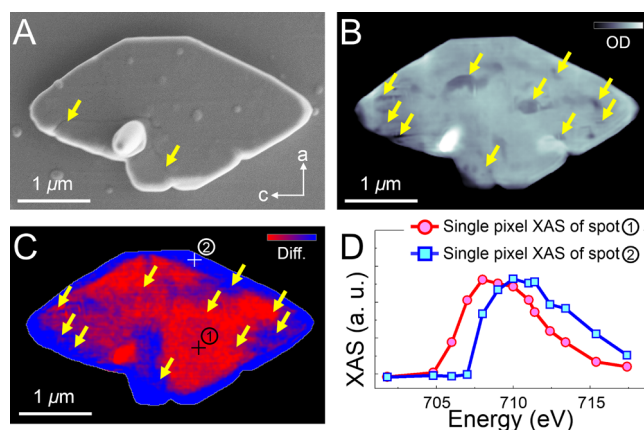 A
a
c
1 µm
B
OD
1 µm
C
Diff.
②
①
1 µm
D
Single pixel XAS of spot①
Single pixel XAS of spot②
XAS (a. u.)
705 710 715
Energy (eV)